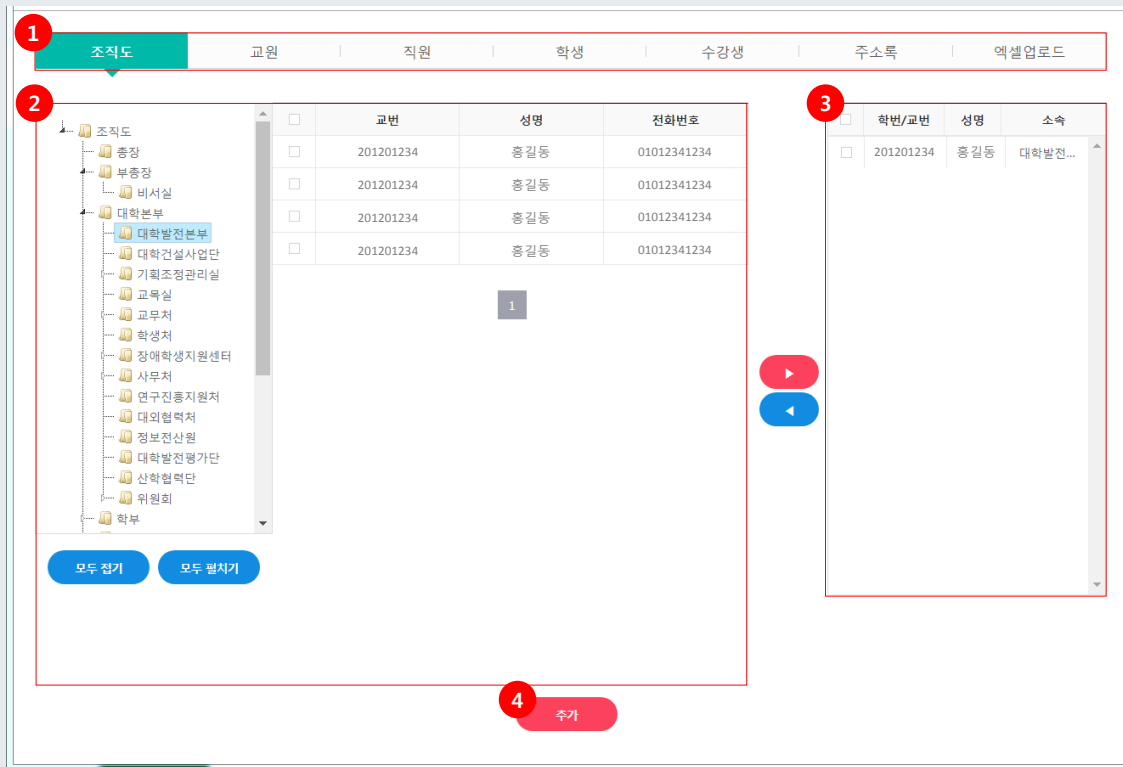 1
조직도 교원 직원 학생 수강생 주소록 엑셀업로드
2
조직도
총장
부총장
비서실
대학본부
대학발전본부
대학건설사업단
기획조정관리실
교목실
교무처
학생처
장애학생지원센터
사무처
연구진흥지원처
대외협력처
정보전산원
대학발전평가단
산학협력단
위원회
학부
모두 접기 모두 펼치기
교번 성명 전화번호
201201234 홍길동 01012341234
201201234 홍길동 01012341234
201201234 홍길동 01012341234
201201234 홍길동 01012341234
1
3
학번/교번 성명 소속
201201234 홍길동 대학발전...
4
추가